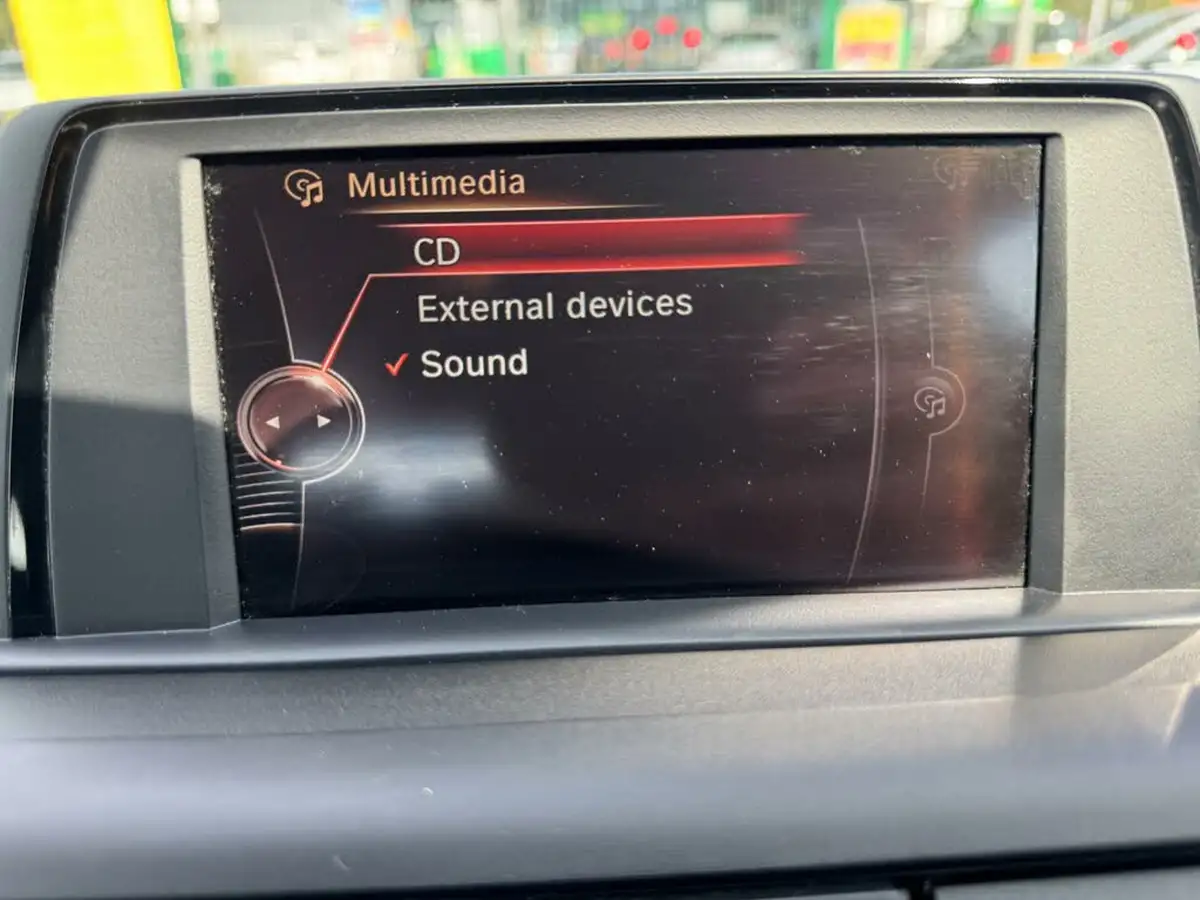 Multimedia
CD
External devices
Sound